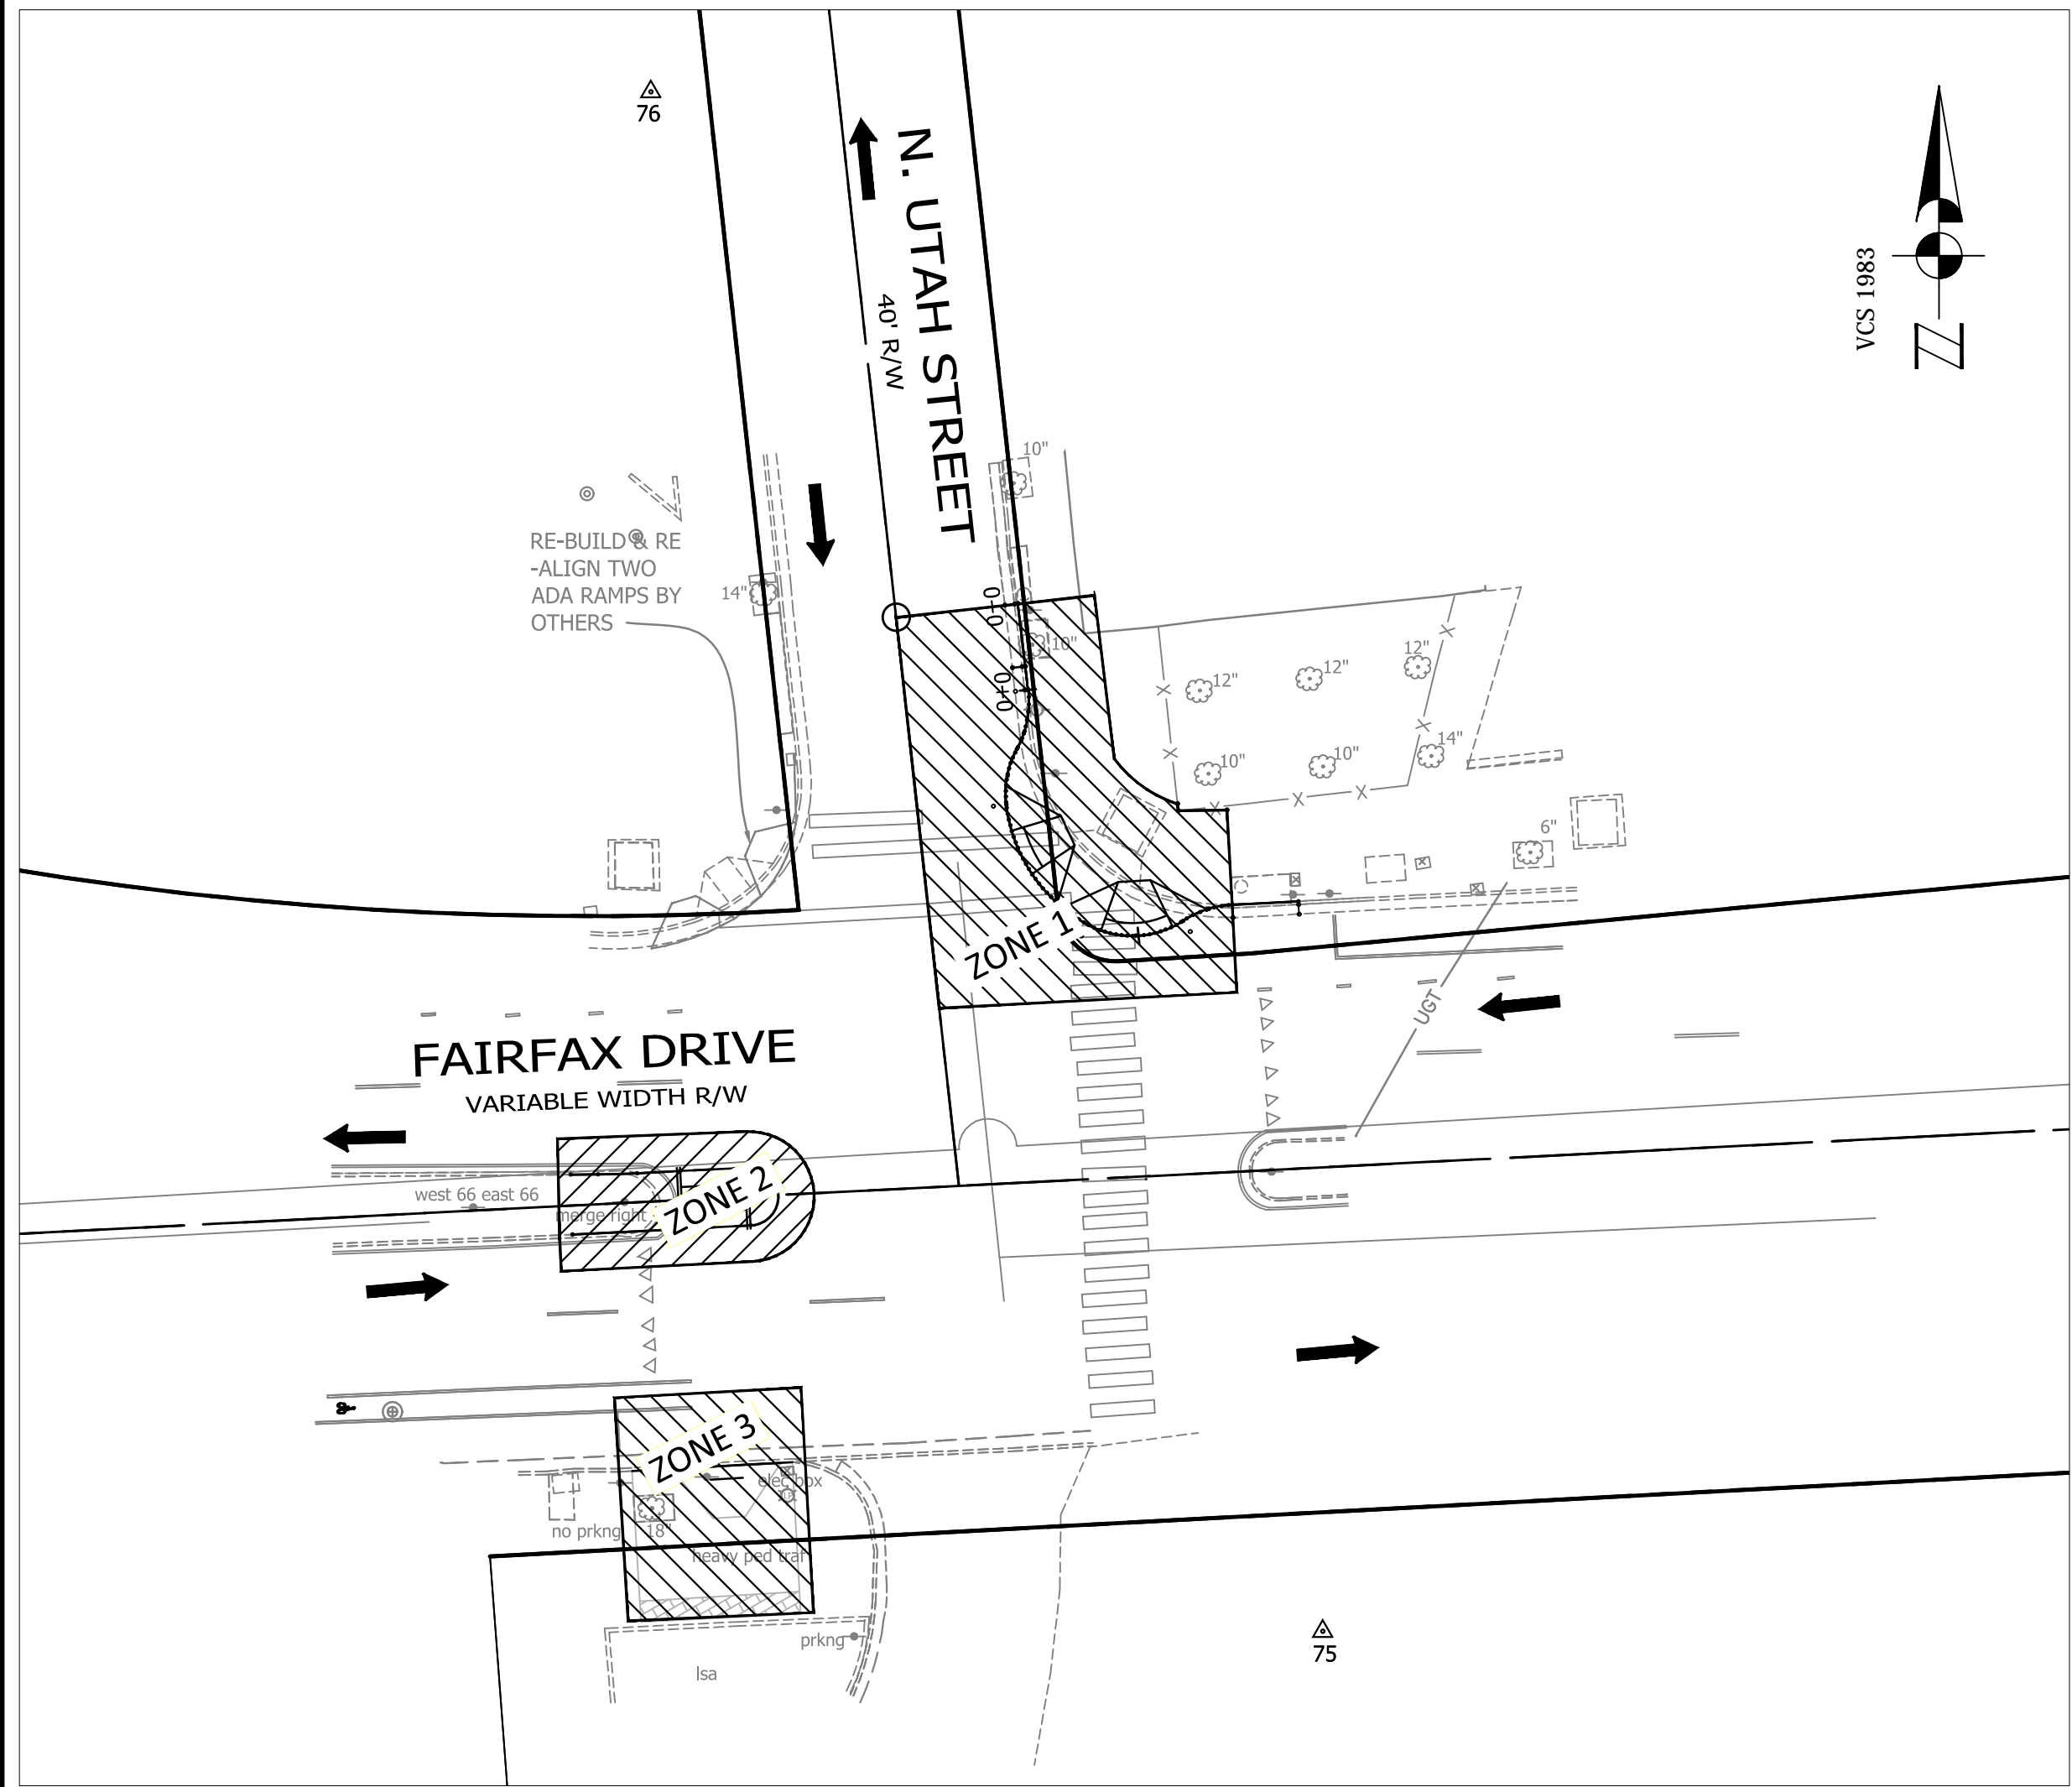 76
N. UTAH STREET
40' R/W
VCS 1983
10"
RE-BUILD & RE
-ALIGN TWO
ADA RAMPS BY
OTHERS
14"
0+0
10"
0+0
12"
12"
12"
10"
10"
14"
6"
ZONE 1
UGT
FAIRFAX DRIVE
VARIABLE WIDTH R/W
west 66 east 66
merge right
ZONE 2
ZONE 3
elec box
no prkng
18"
heavy ped traf
prkng
lsa
75